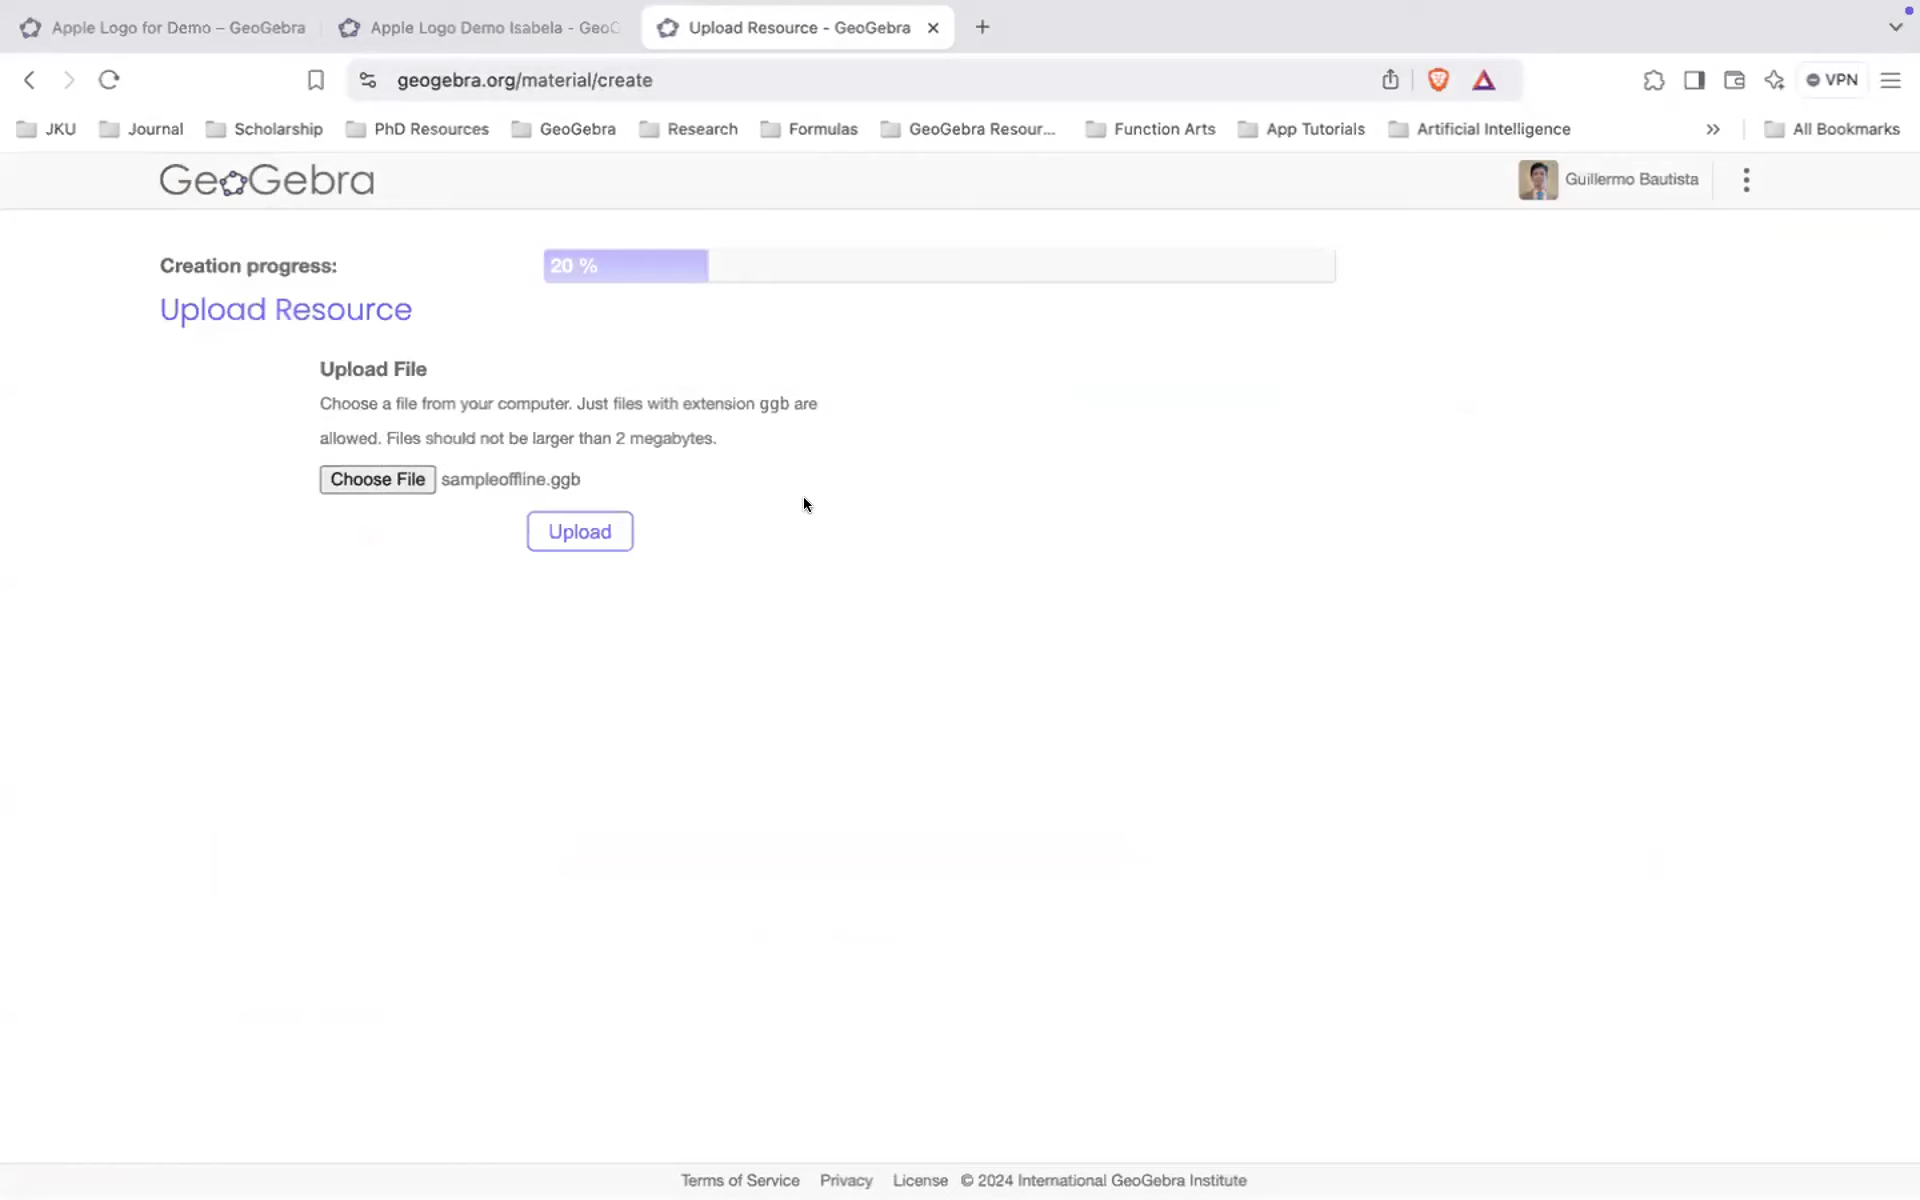 Apple Logo for Demo – GeoGebra
Apple Logo Demo Isabela - Geo
Upload Resource - GeoGebra
geogebra.org/material/create
VPN
JKU
Journal
Scholarship
PhD Resources
GeoGebra
Research
Formulas
GeoGebra Resour...
Function Arts
App Tutorials
Artificial Intelligence
All Bookmarks
GeoGebra
Guillermo Bautista
Creation progress:
20 %
Upload Resource
Upload File
Choose a file from your computer. Just files with extension ggb are
allowed. Files should not be larger than 2 megabytes.
Choose File sampleoffline.ggb
Upload
Terms of Service Privacy License © 2024 International GeoGebra Institute